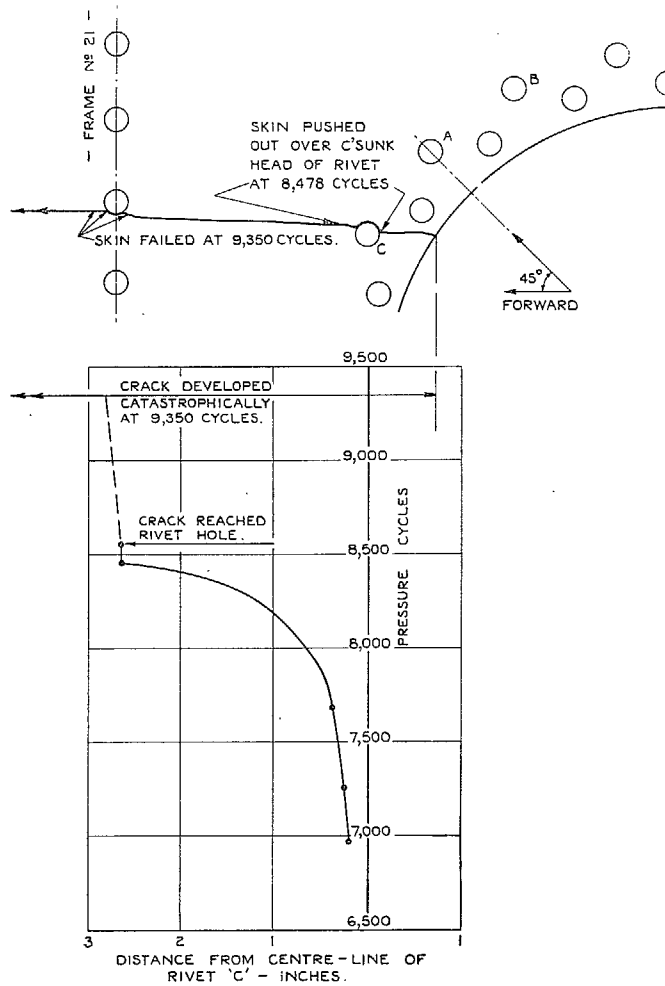 - FRAME Nº 21 -
B
A
SKIN PUSHED
OUT OVER C'SUNK
HEAD OF RIVET
AT 8,478 CYCLES
SKIN FAILED AT 9,350 CYCLES.
C
45°
FORWARD
9,500
CRACK DEVELOPED
CATASTROPHICALLY
AT 9,350 CYCLES.
9,000
CRACK REACHED
RIVET HOLE.
8,500
PRESSURE CYCLES
8,000
7,500
7,000
6,500
3 2 1 1
DISTANCE FROM CENTRE-LINE OF
RIVET 'C' - INCHES.